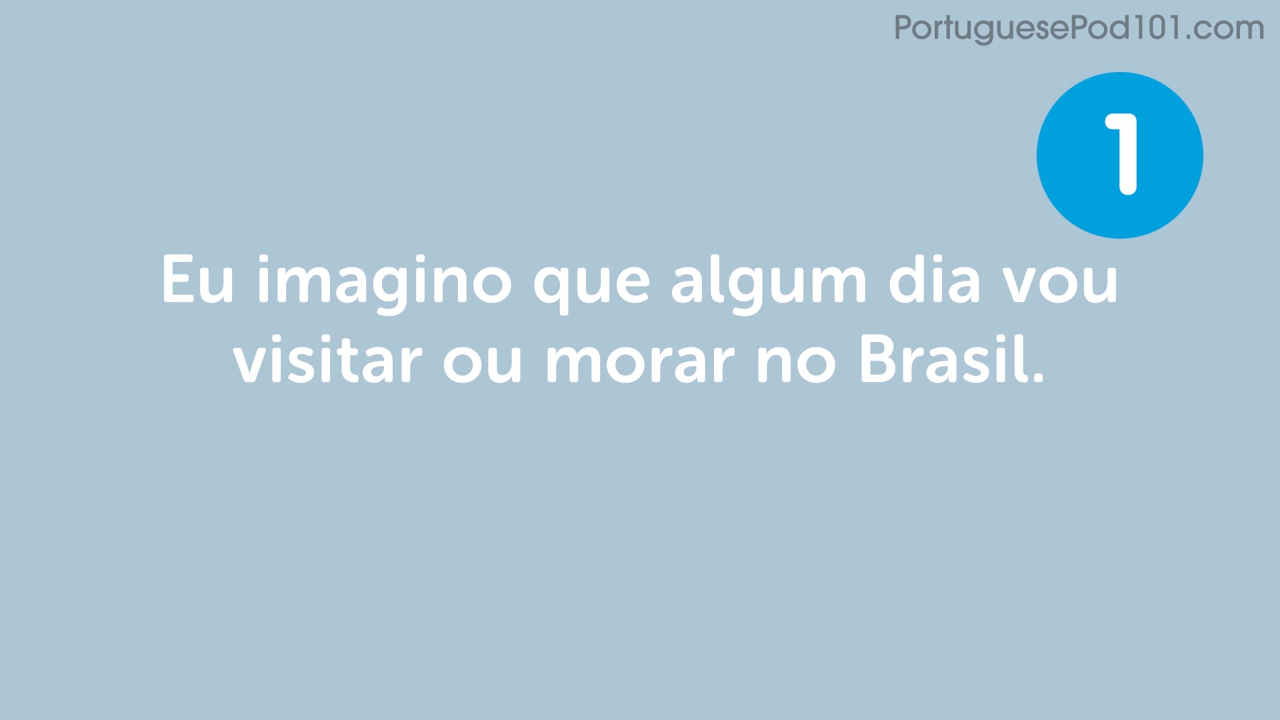 PortuguesePod101.com
1
Eu imagino que algum dia vou
visitar ou morar no Brasil.